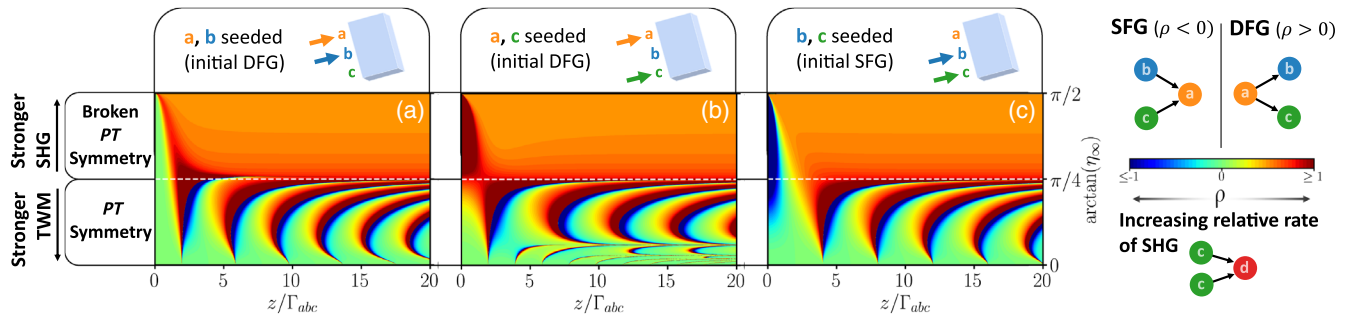 a, b seeded
(initial DFG)
a
b
c
a, c seeded
(initial DFG)
a
b
c
b, c seeded
(initial SFG)
a
b
c
SFG (ρ < 0)
DFG (ρ > 0)
b
a
c
a
b
c
Stronger
SHG
Broken
PT
Symmetry
Stronger
TWM
PT
Symmetry
(a)
(b)
(c)
π/2
π/4
0
arctan(η∞)
0 5 10 15 20
z/Γabc
0 5 10 15 20
z/Γabc
0 5 10 15 20
z/Γabc
≤-1 0 ≥1
ρ
Increasing relative rate
of SHG
c
c
d